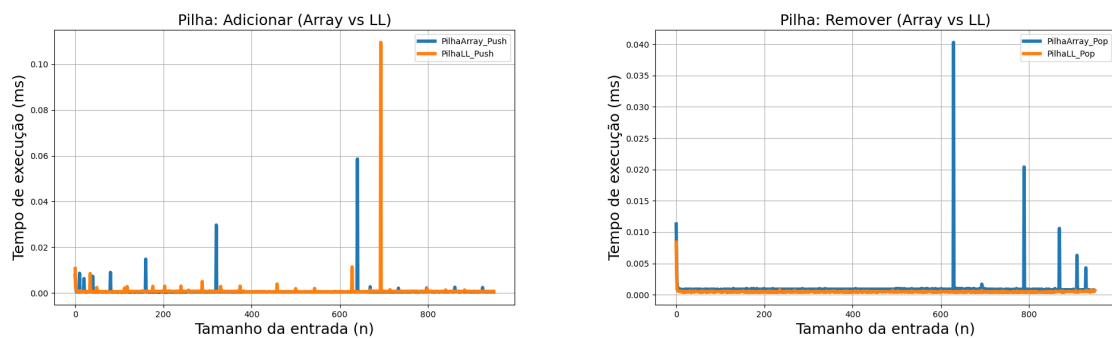 Pilha: Adicionar (Array vs LL)
PilhaArray_Push
PilhaLL_Push
Tempo de execução (ms)
0.10
0.08
0.06
0.04
0.02
0.00
0
200
400
600
800
Tamanho da entrada (n)
Pilha: Remover (Array vs LL)
PilhaArray_Pop
PilhaLL_Pop
Tempo de execução (ms)
0.040
0.035
0.030
0.025
0.020
0.015
0.010
0.005
0.000
0
200
400
600
800
Tamanho da entrada (n)